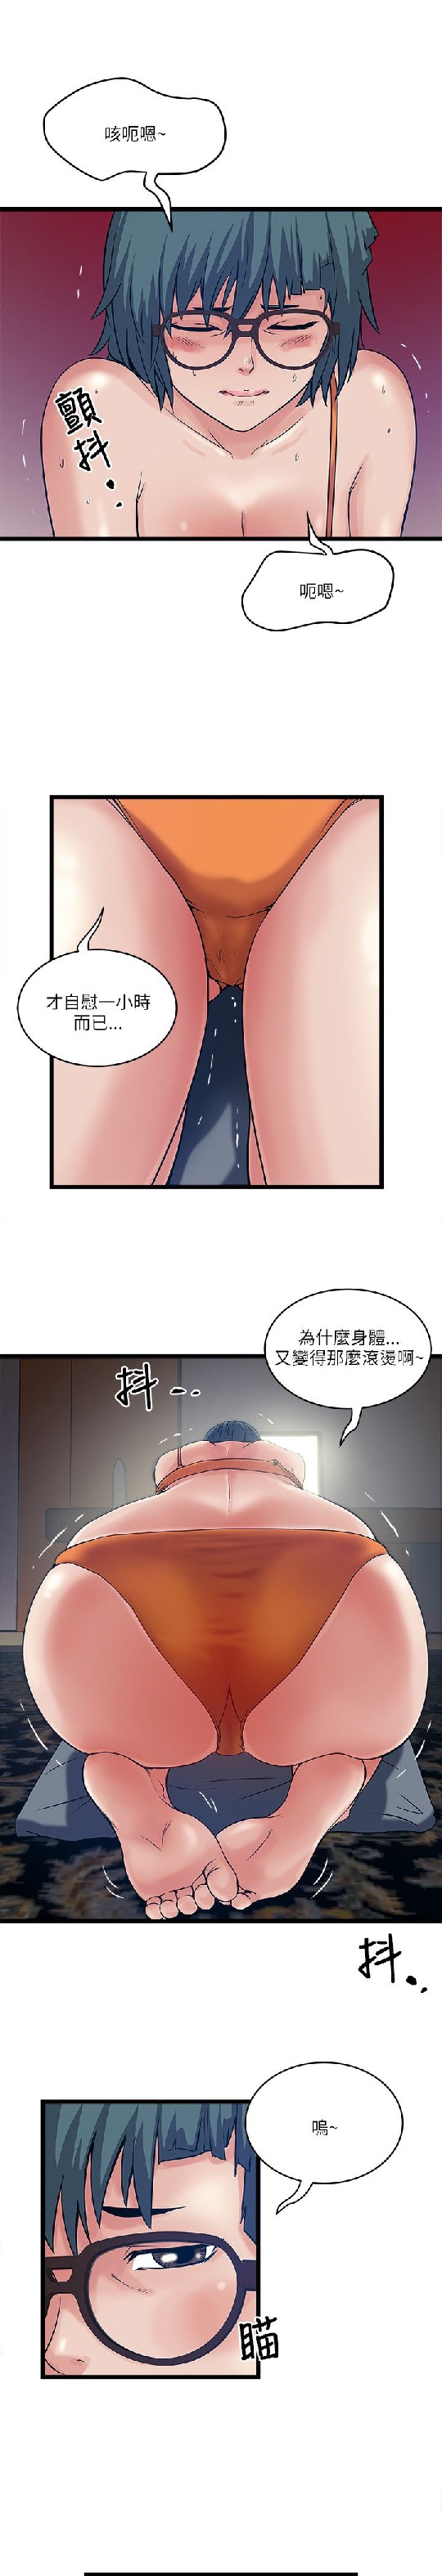 咳呃嗯~
顫抖..
呃嗯~
才自慰一小時
而已...
為什麼身體...
又變得那麼滾燙啊~
抖--
抖..
嗚~
瞄